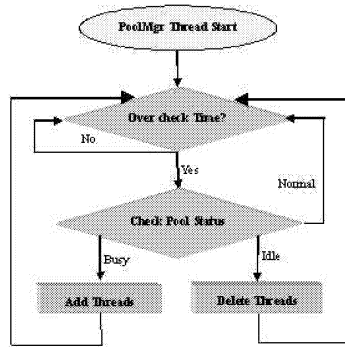 PoolMgr Thread Start
Over check Time?
No
Yes
Normal
Check Pool Status
Busy
Idle
Add Threads
Delete Threads